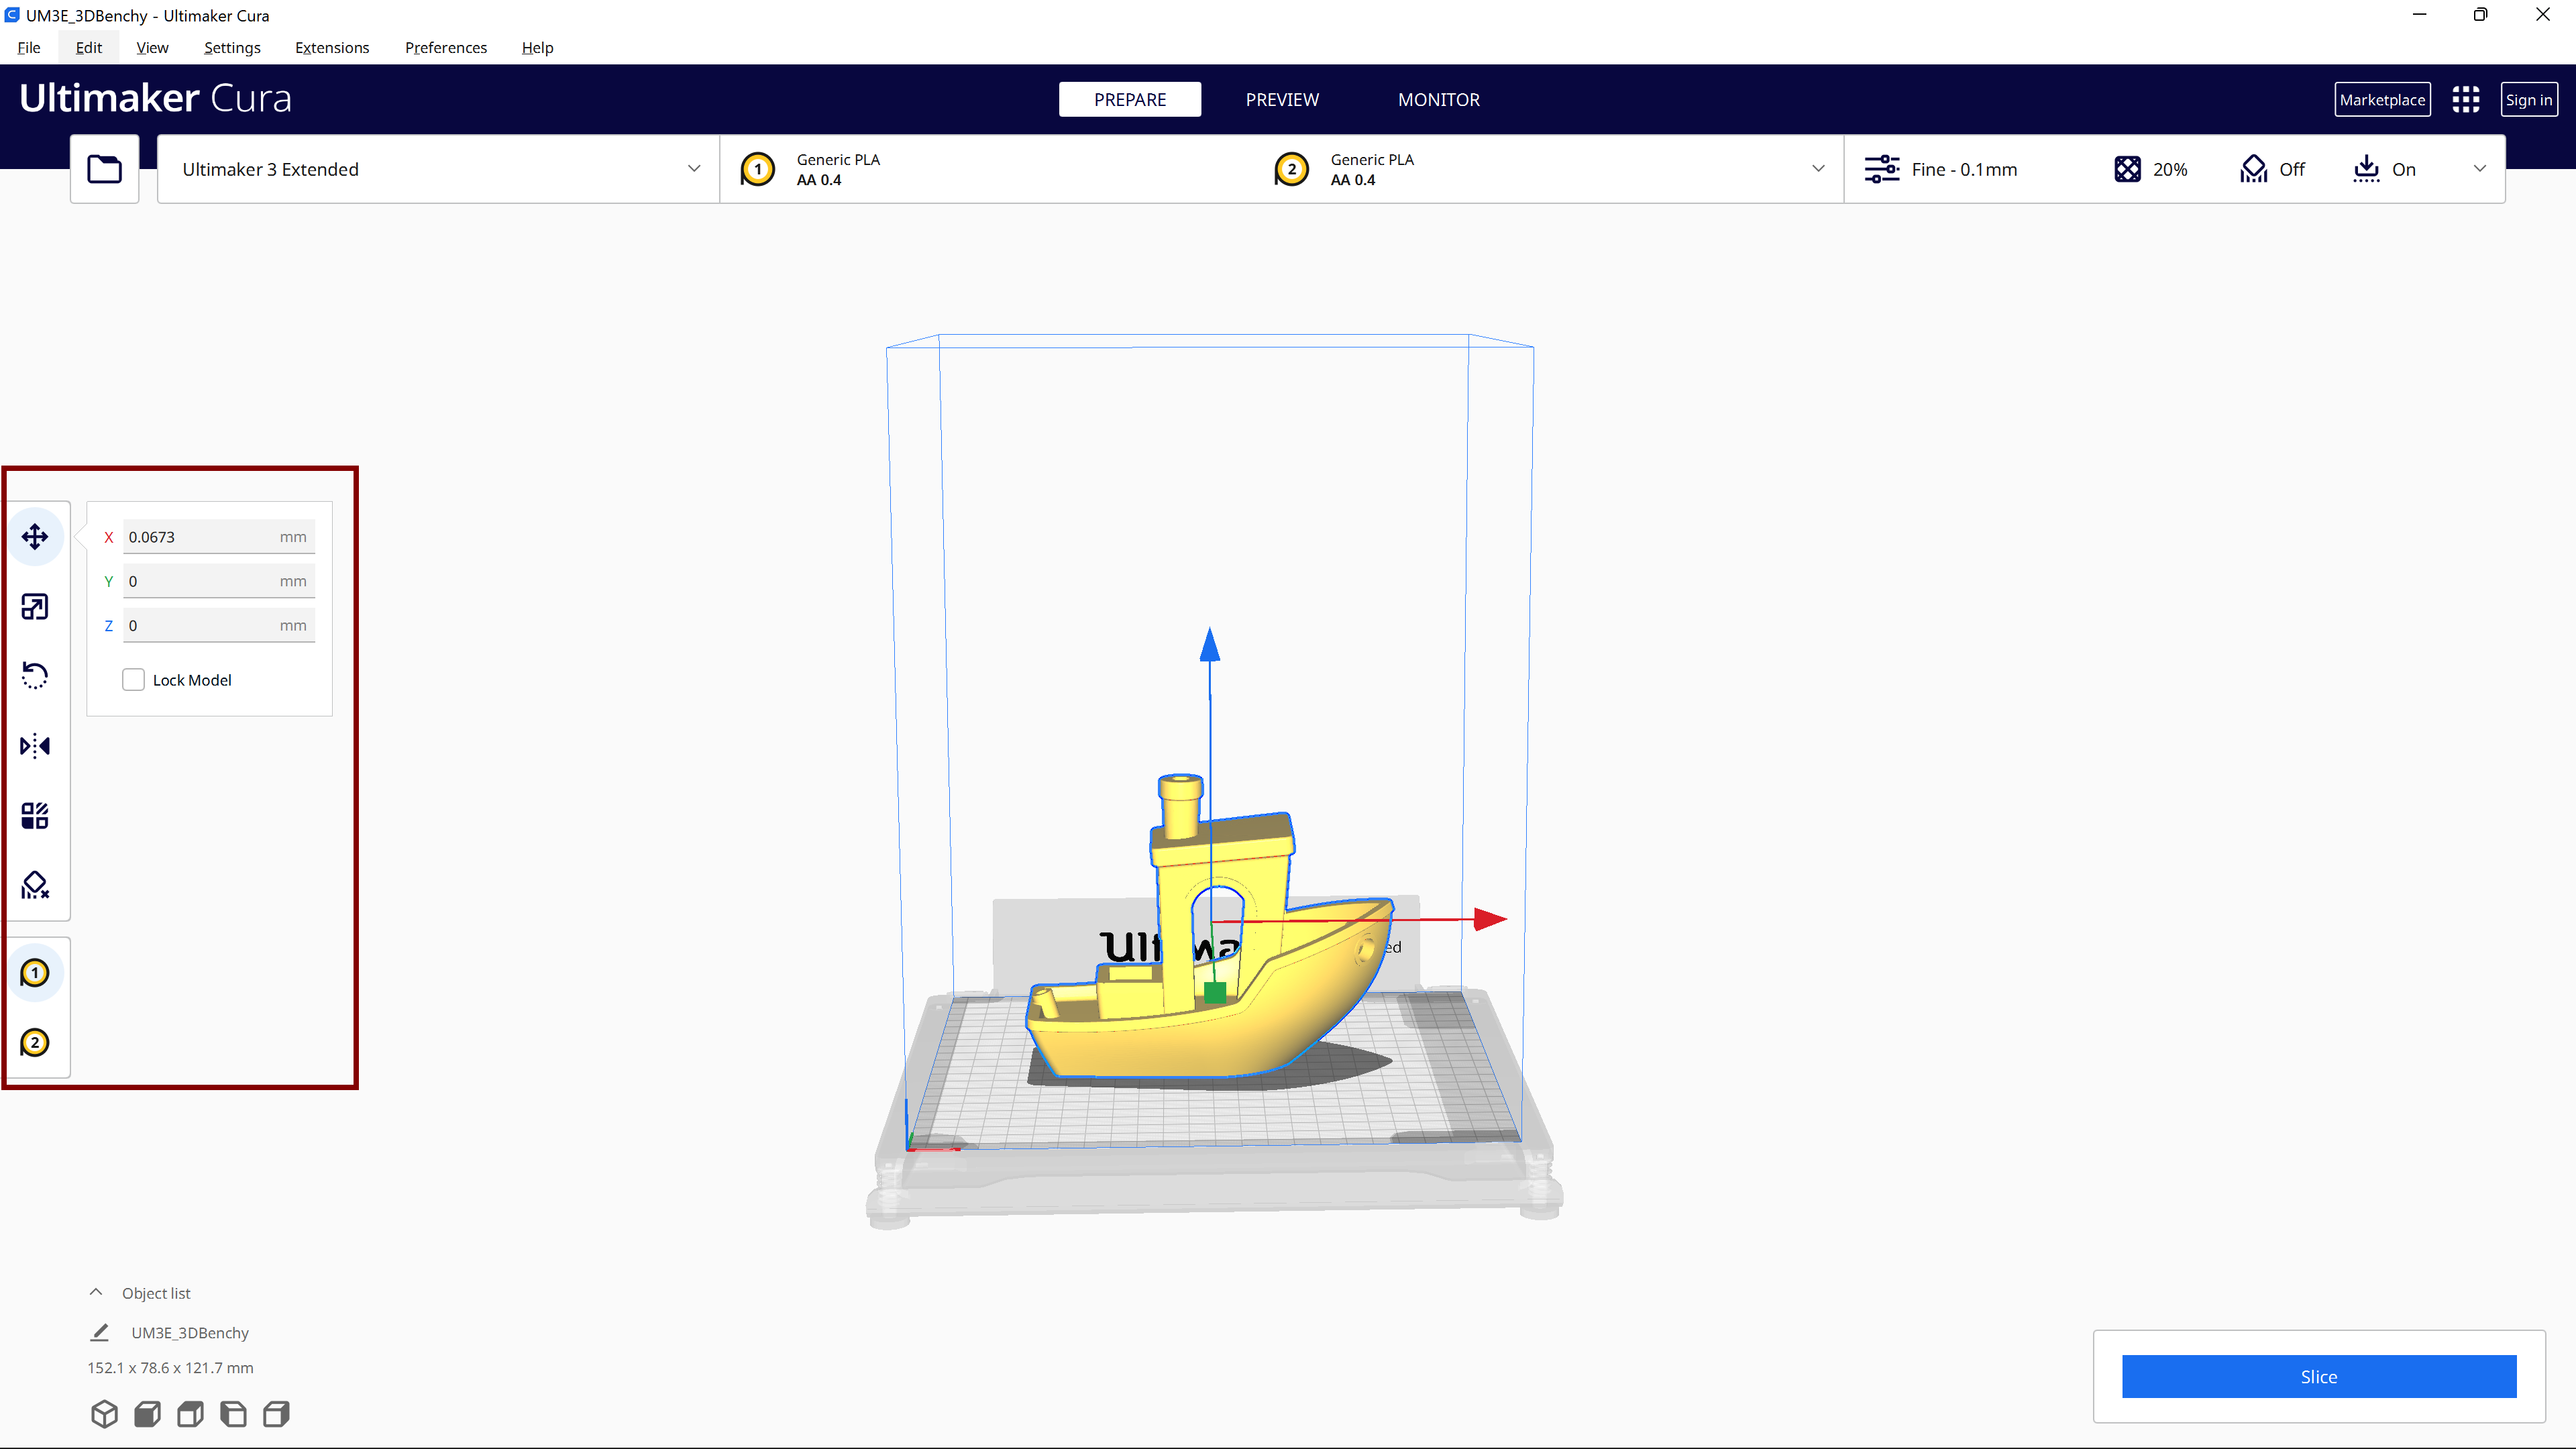 UM3E_3DBenchy - Ultimaker Cura
File Edit View Settings Extensions Preferences Help
Ultimaker Cura
PREPARE PREVIEW MONITOR
Marketplace Sign in
Ultimaker 3 Extended
1 Generic PLA
AA 0.4
2 Generic PLA
AA 0.4
Fine - 0.1mm 20% Off On
X 0.0673 mm
Y 0 mm
Z 0 mm
Lock Model
1
2
Object list
UM3E_3DBenchy
152.1 x 78.6 x 121.7 mm
Slice